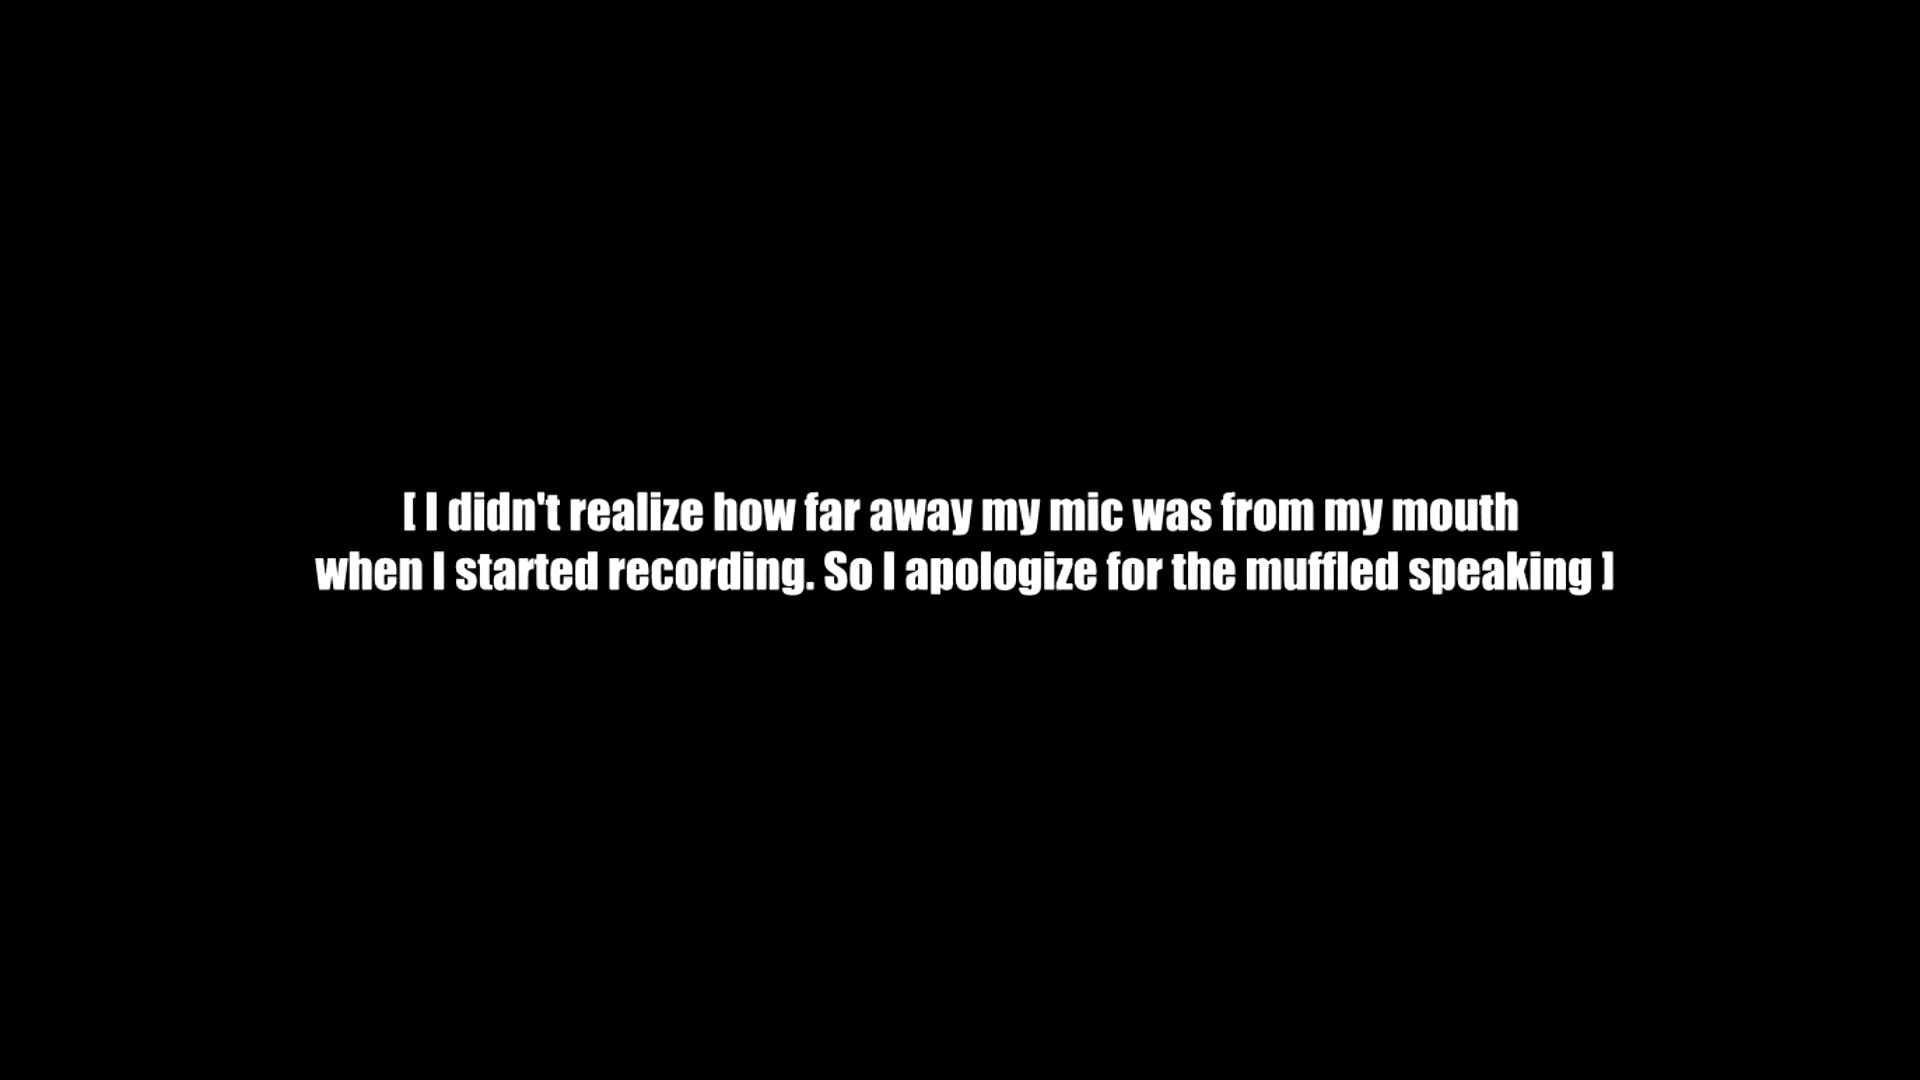 [ I didn't realize how far away my mic was from my mouth
when I started recording. So I apologize for the muffled speaking ]